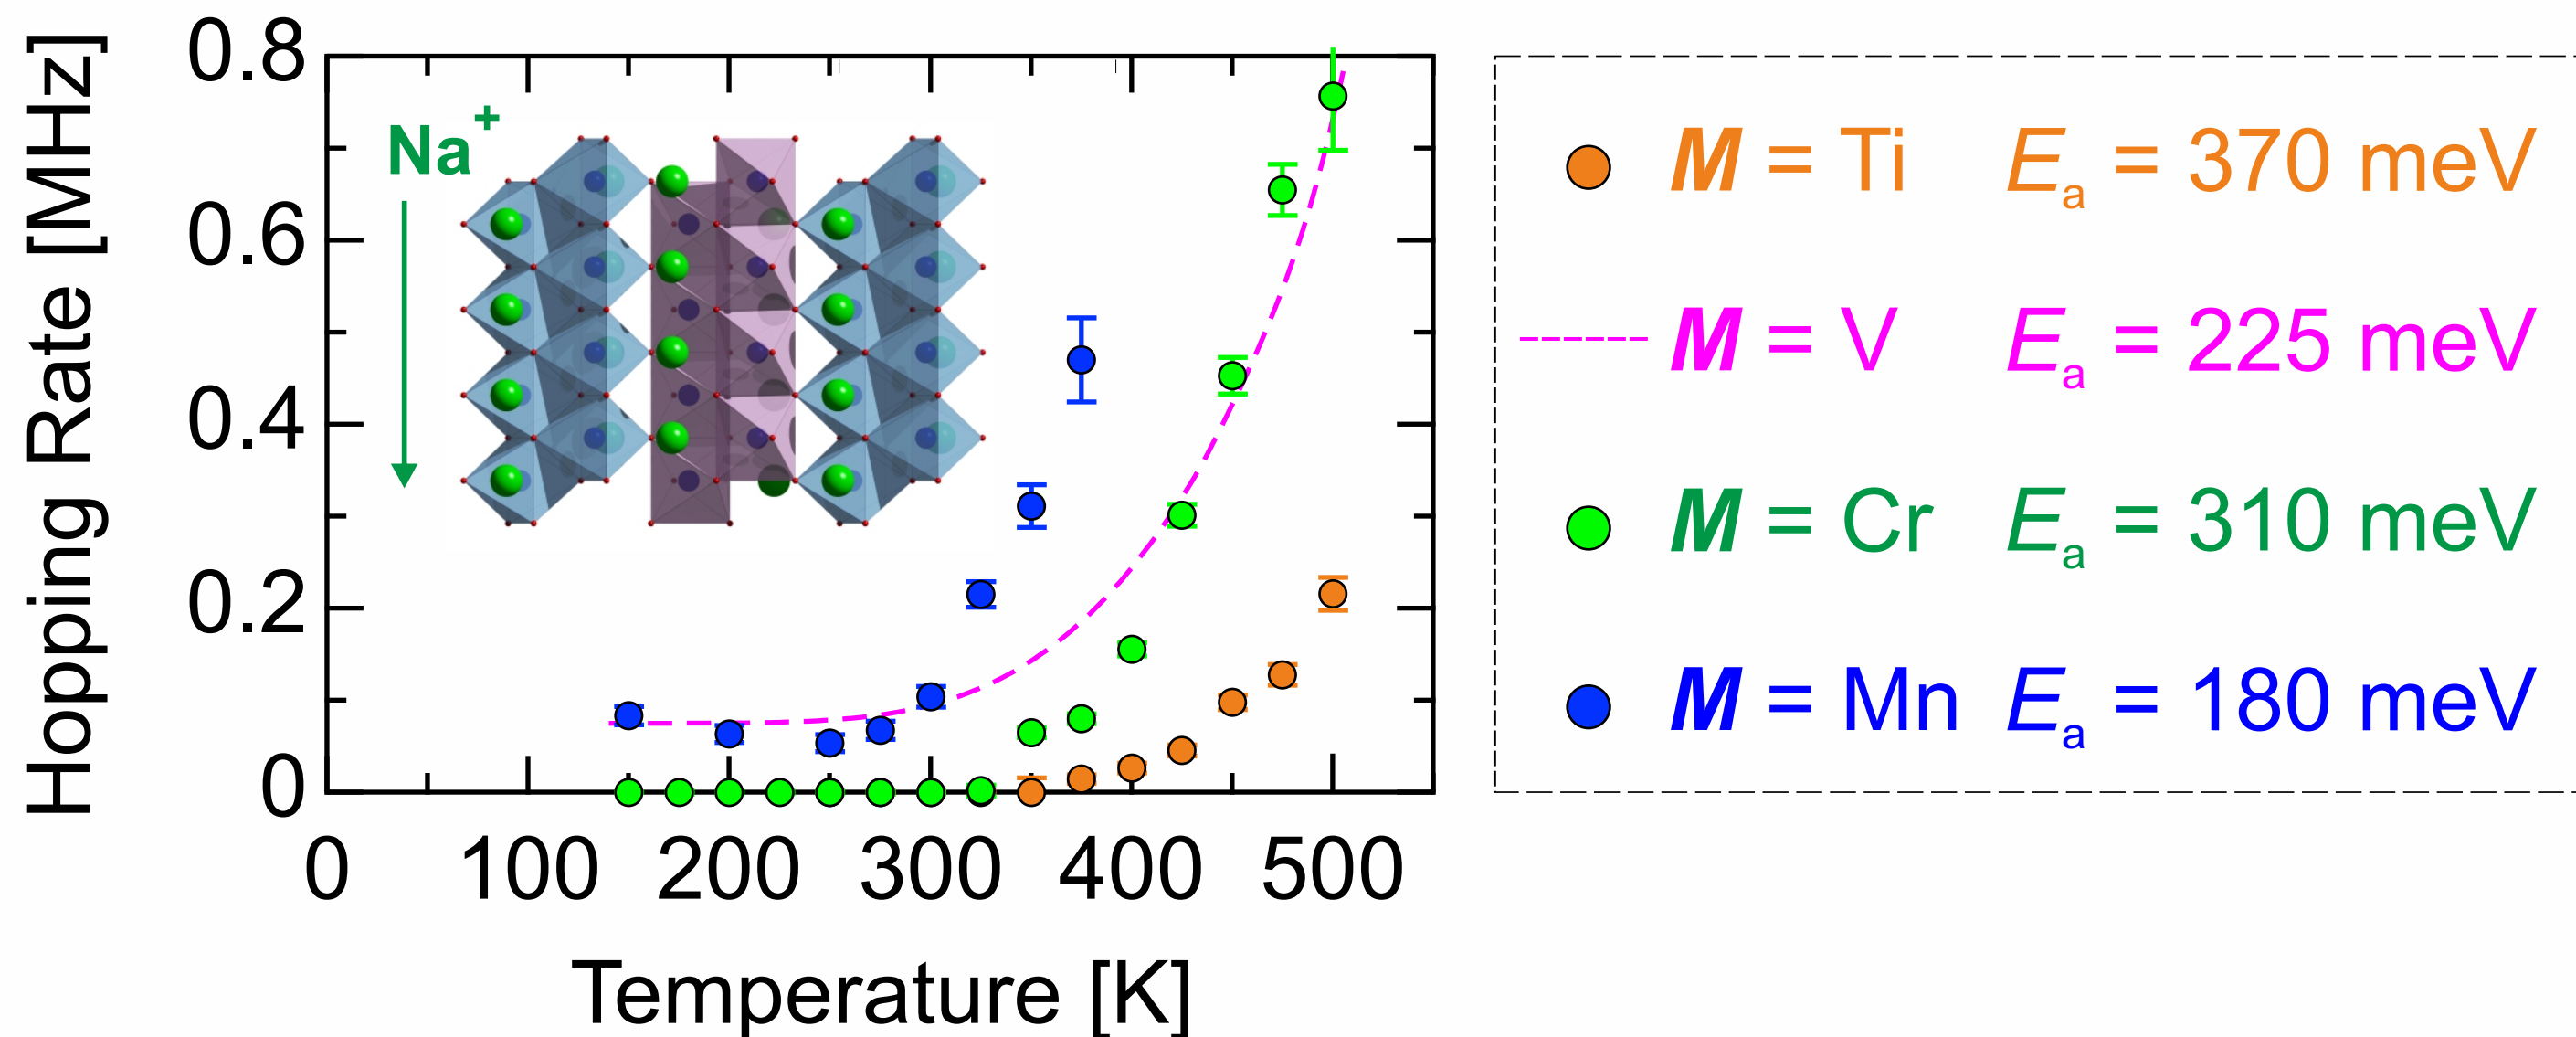 Hopping Rate [MHz]
0.8
0.6
0.4
0.2
0
Na+
0 100 200 300 400 500
Temperature [K]
M = Ti Ea = 370 meV
M = V Ea = 225 meV
M = Cr Ea = 310 meV
M = Mn Ea = 180 meV